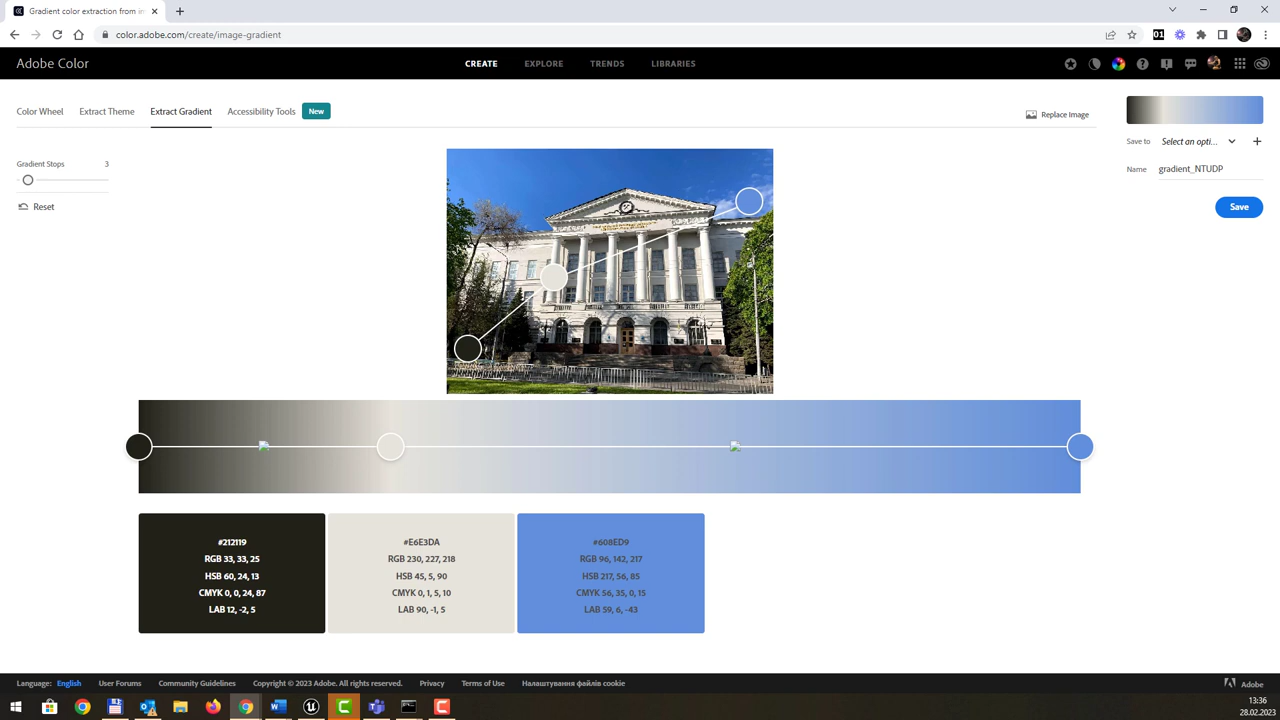 Gradient color extraction from im
color.adobe.com/create/image-gradient
01
Adobe Color
CREATE EXPLORE TRENDS LIBRARIES
Color Wheel Extract Theme Extract Gradient Accessibility Tools New
Replace Image
Gradient Stops 3
Reset
Save to Select an opti...
Name gradient_NTUDP
Save
#212119
RGB 33, 33, 25
HSB 60, 24, 13
CMYK 0, 0, 24, 87
LAB 12, -2, 5
#E6E3DA
RGB 230, 227, 218
HSB 45, 5, 90
CMYK 0, 1, 5, 10
LAB 90, -1, 5
#608ED9
RGB 96, 142, 217
HSB 217, 56, 85
CMYK 56, 35, 0, 15
LAB 59, 6, -43
Language: English User Forums Community Guidelines Copyright © 2023 Adobe. All rights reserved. Privacy Terms of Use Налаштування файлів cookie Adobe
13:36
28.02.2023